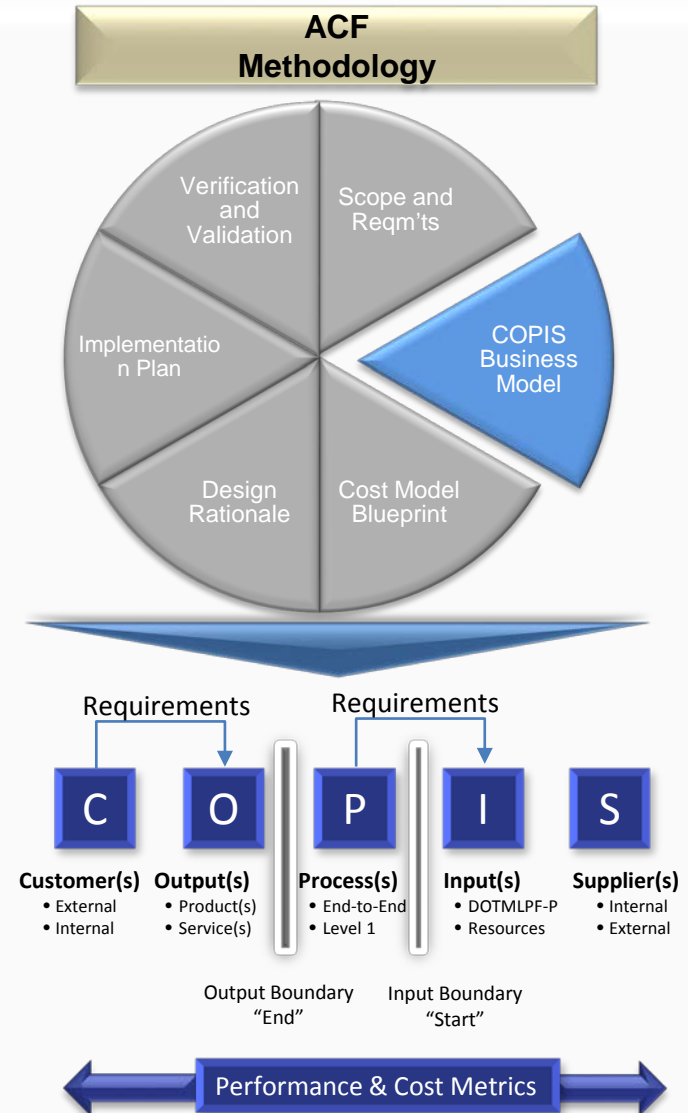 ACF
Methodology
Verification
and
Validation
Scope and
Reqm'ts
COPIS
Business
Model
Implementatio
n Plan
Design
Rationale
Cost Model
Blueprint
Requirements
Requirements
C
O
P
I
S
Customer(s)
• External
• Internal
Output(s)
• Product(s)
• Service(s)
Process(s)
• End-to-End
• Level 1
Input(s)
• DOTMLPF-P
• Resources
Supplier(s)
• Internal
• External
Output Boundary
“End”
Input Boundary
“Start”
Performance & Cost Metrics